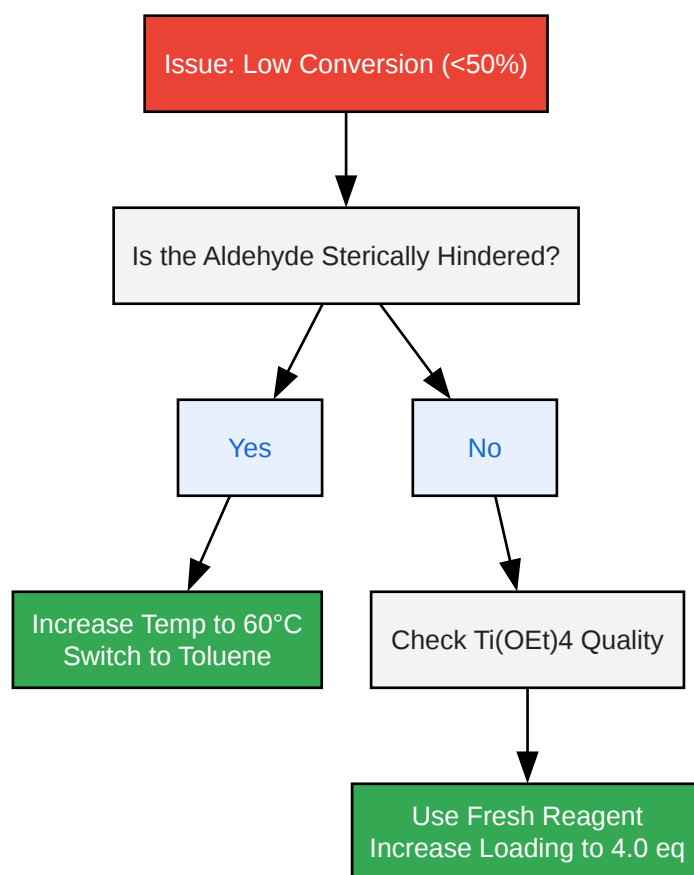 Issue: Low Conversion (<50%)
Is the Aldehyde Sterically Hindered?
Yes
No
Increase Temp to 60°C
Switch to Toluene
Check Ti(OEt)4 Quality
Use Fresh Reagent
Increase Loading to 4.0 eq